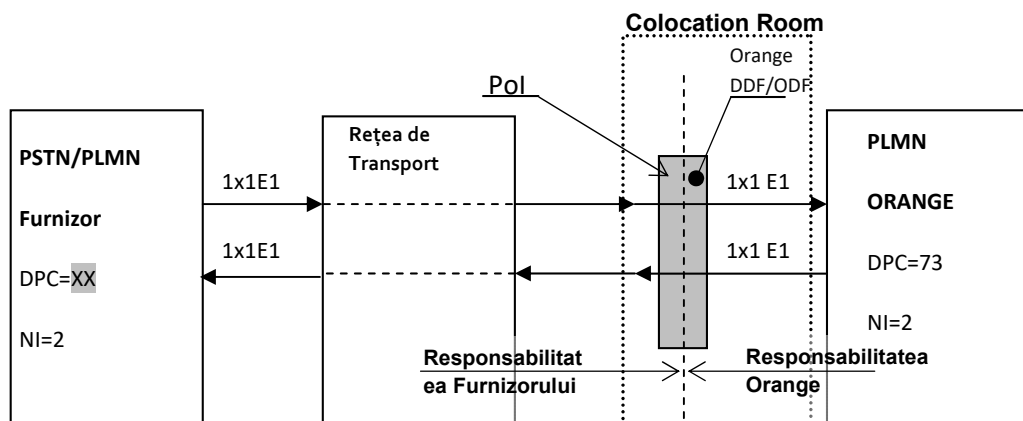 Colocation Room
Orange
DDF/ODF
PoI
PSTN/PLMN
Furnizor
DPC=XX
NI=2
1x1E1
1x1E1
Rețea de
Transport
1x1 E1
1x1 E1
PLMN
ORANGE
DPC=73
NI=2
Responsabilitat
ea Furnizorului
Responsabilitatea
Orange